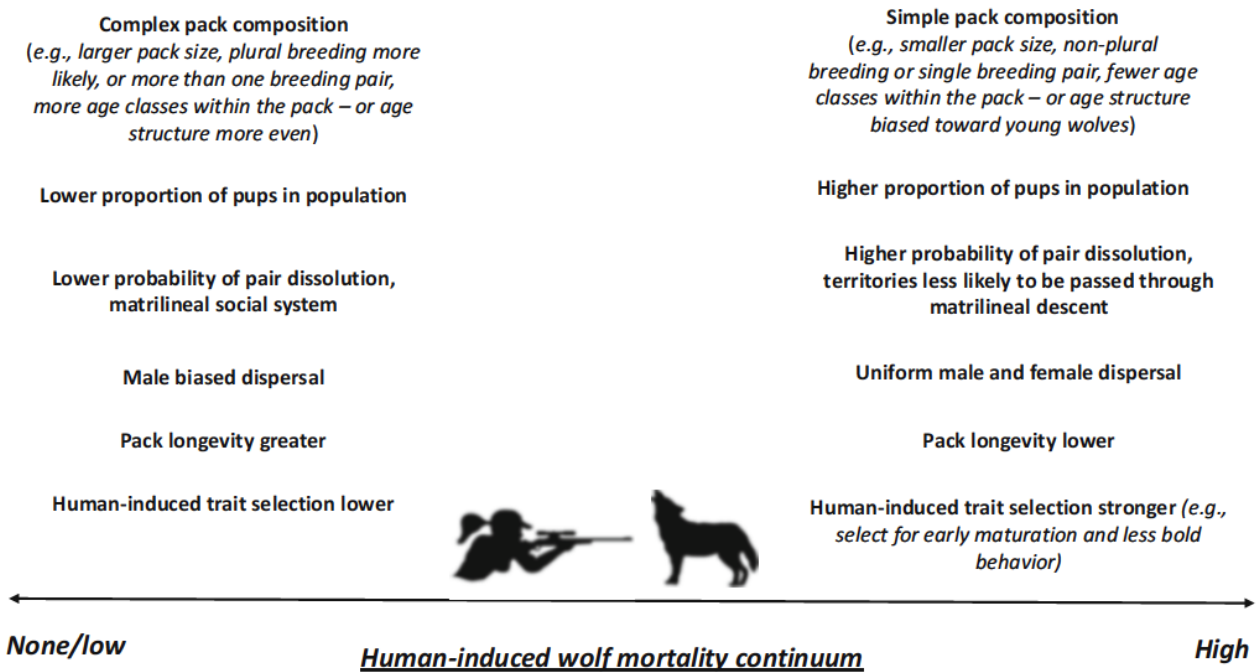 Complex pack composition
(e.g., larger pack size, plural breeding more
likely, or more than one breeding pair,
more age classes within the pack – or age
structure more even)
Lower proportion of pups in population
Lower probability of pair dissolution,
matrilineal social system
Male biased dispersal
Pack longevity greater
Human-induced trait selection lower
Simple pack composition
(e.g., smaller pack size, non-plural
breeding or single breeding pair, fewer age
classes within the pack – or age structure
biased toward young wolves)
Higher proportion of pups in population
Higher probability of pair dissolution,
territories less likely to be passed through
matrilineal descent
Uniform male and female dispersal
Pack longevity lower
Human-induced trait selection stronger (e.g.,
select for early maturation and less bold
behavior)
None/low
Human-induced wolf mortality continuum
High